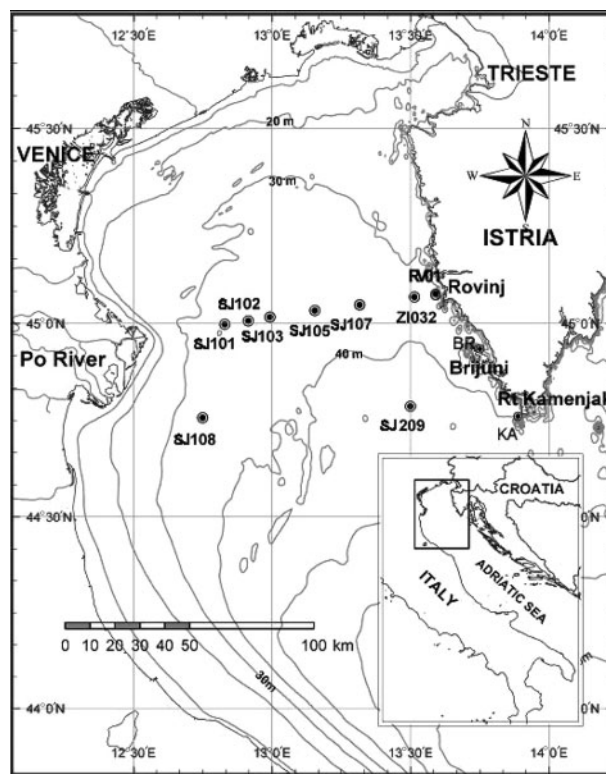 12°30'E 13°0'E 13°30'E 14°0'E
TRIESTE
45°30'N 45°30'N
20 m
VENICE
N
W E
S
30 m
ISTRIA
RV01
Rovinj
SJ102
ZI032
SJ101 SJ103 SJ105 SJ107
45°0'N 45°0'N
BR
Po River
40 m
Brijuni
Rt Kamenjak
KA
SJ108
SJ209
44°30'N
CROATIA
ADRIATIC SEA
ITALY
0 10 20 30 40 50 100 km
30m
44°0'N
12°30'E 13°0'E 13°30'E 14°0'E